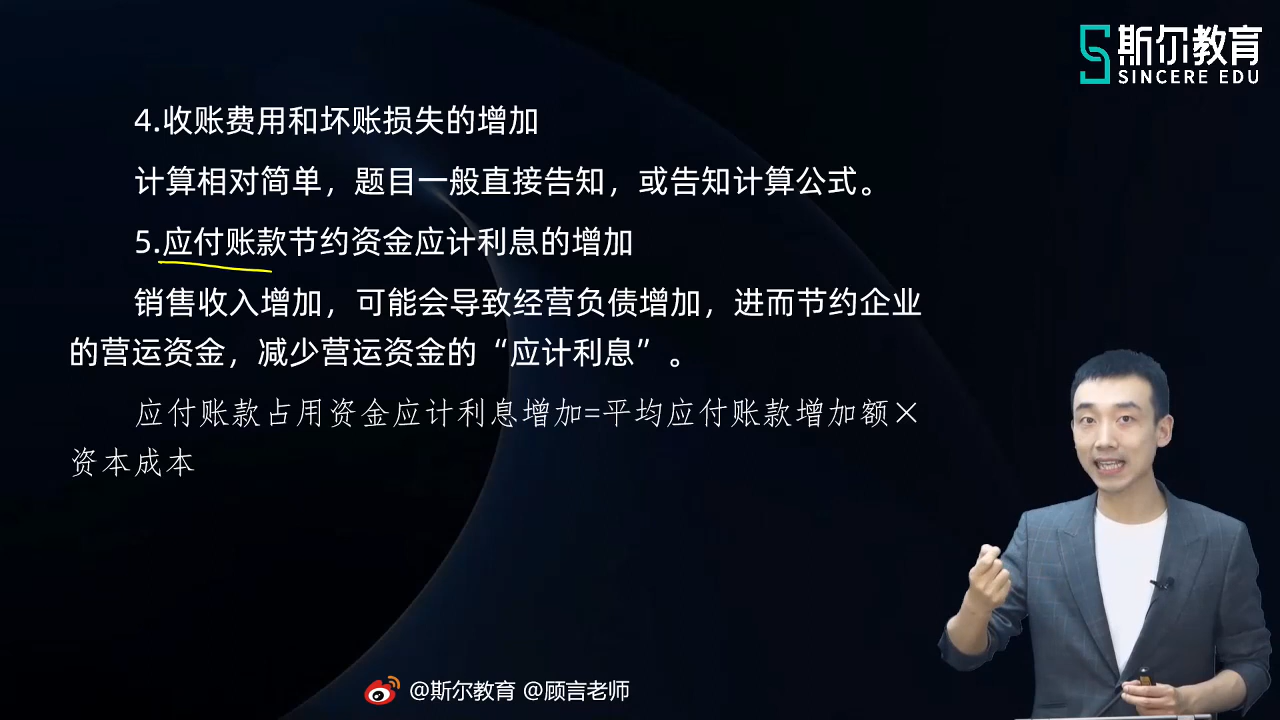 斯尔教育
SINCERE EDU
4.收账费用和坏账损失的增加
计算相对简单，题目一般直接告知，或告知计算公式。
5.应付账款节约资金应计利息的增加
销售收入增加，可能会导致经营负债增加，进而节约企业
的营运资金，减少营运资金的“应计利息”。
应付账款占用资金应计利息增加=平均应付账款增加额×
资本成本
@斯尔教育 @顾言老师